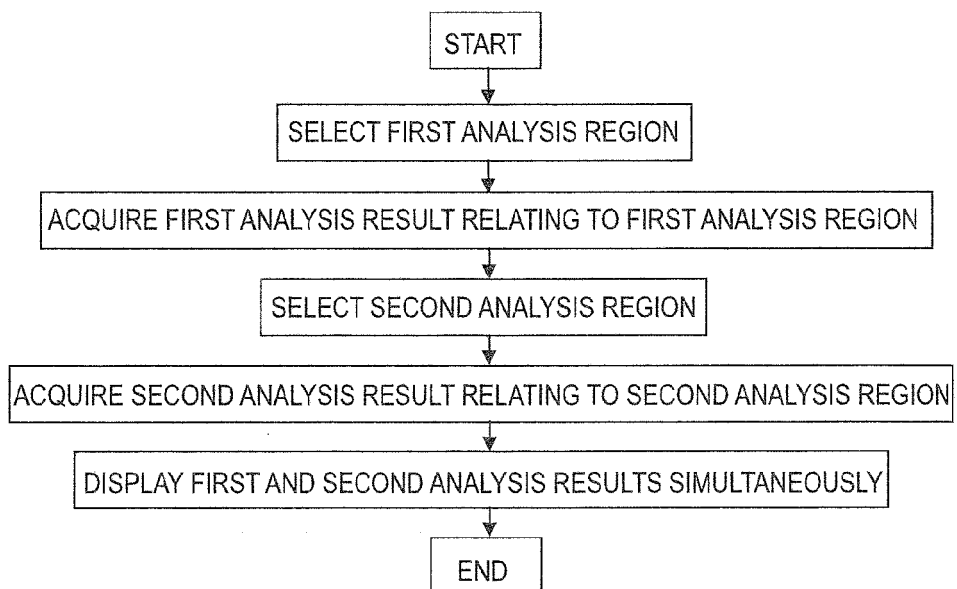 START
SELECT FIRST ANALYSIS REGION
ACQUIRE FIRST ANALYSIS RESULT RELATING TO FIRST ANALYSIS REGION
SELECT SECOND ANALYSIS REGION
ACQUIRE SECOND ANALYSIS RESULT RELATING TO SECOND ANALYSIS REGION
DISPLAY FIRST AND SECOND ANALYSIS RESULTS SIMULTANEOUSLY
END